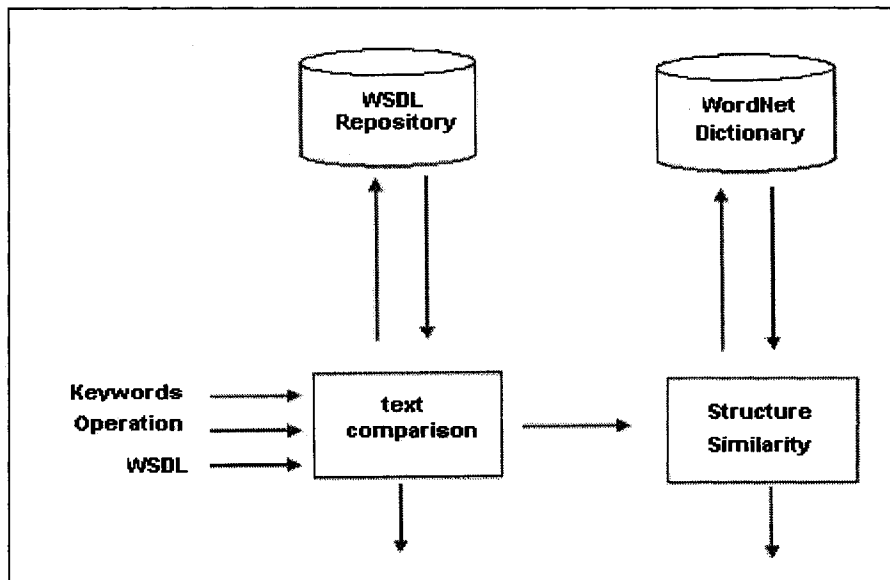 WSDL
Repository
WordNet
Dictionary
Keywords
Operation
WSDL
text
comparison
Structure
Similarity